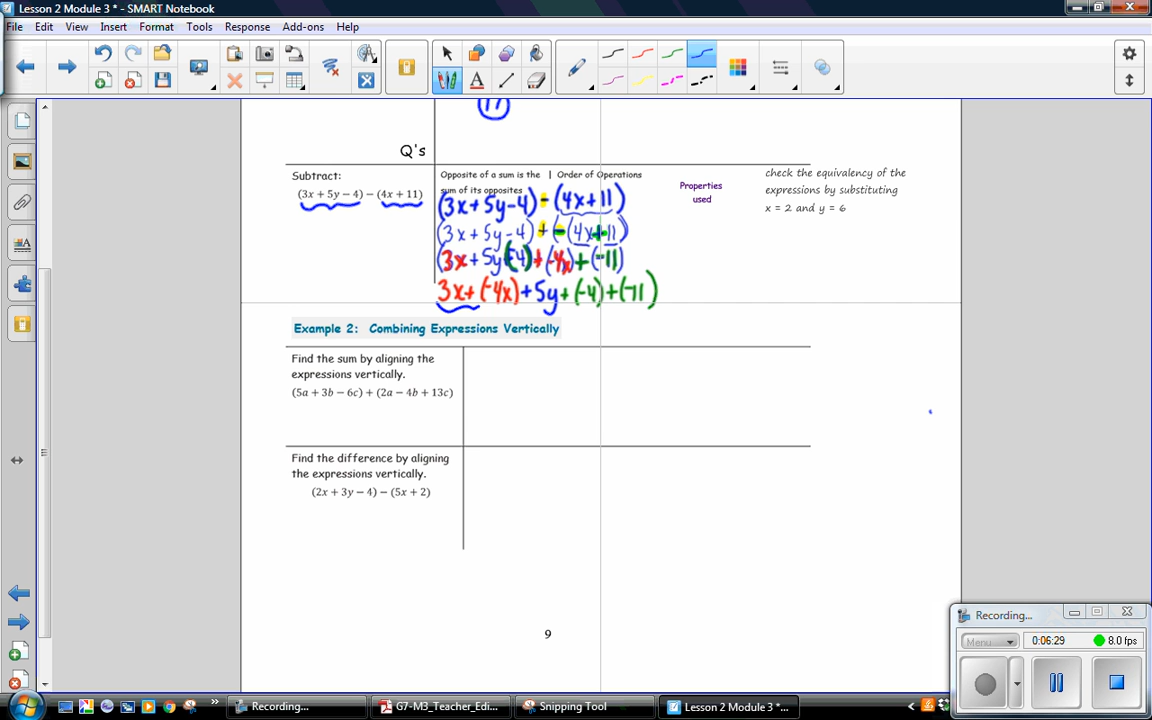 Lesson 2 Module 3 * - SMART Notebook
File Edit View Insert Format Tools Response Add-ons Help
17
Q's
Subtract:
(3x + 5y − 4) − (4x + 11)
Opposite of a sum is the
sum of its opposites
Order of Operations
Properties
used
check the equivalency of the
expressions by substituting
x = 2 and y = 6
(3x+5y-4) - (4x+11)
(3x+5y-4) + -(4x+11)
3x + 5y+(-4) + (-4x) + (-11)
3x + (-4x) + 5y + (-4) + (-11)
Example 2: Combining Expressions Vertically
Find the sum by aligning the
expressions vertically.
(5a + 3b − 6c) + (2a − 4b + 13c)
Find the difference by aligning
the expressions vertically.
(2x + 3y − 4) − (5x + 2)
9
Recording...
Menu
0:06:29
8.0 fps
Recording...
G7-M3_Teacher_Edi...
Snipping Tool
Lesson 2 Module 3 *...